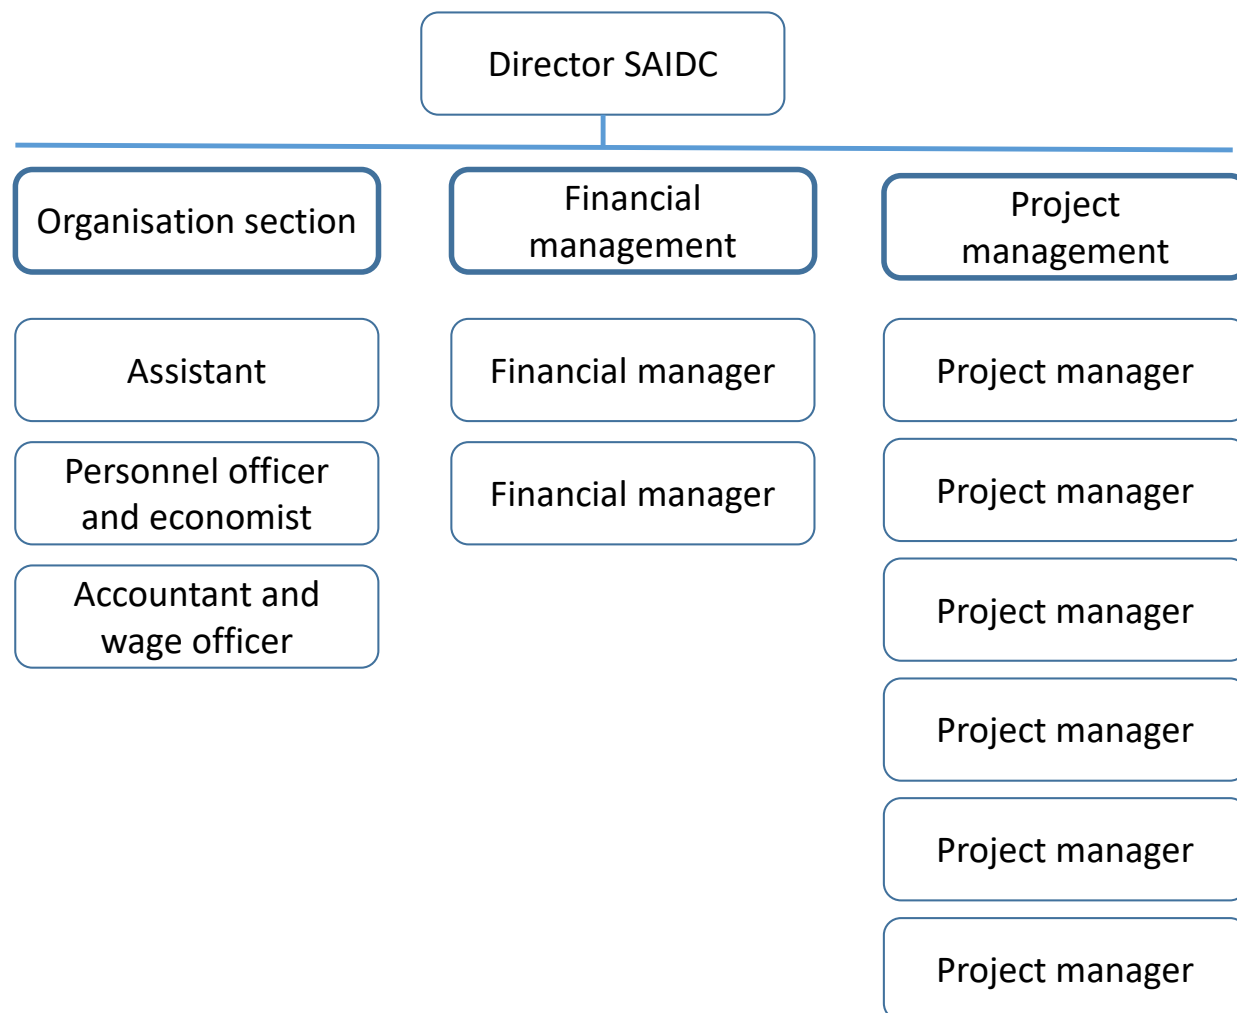 Director SAIDC
Organisation section
Financial
management
Project
management
Assistant
Financial manager
Project manager
Personnel officer
and economist
Financial manager
Project manager
Accountant and
wage officer
Project manager
Project manager
Project manager
Project manager